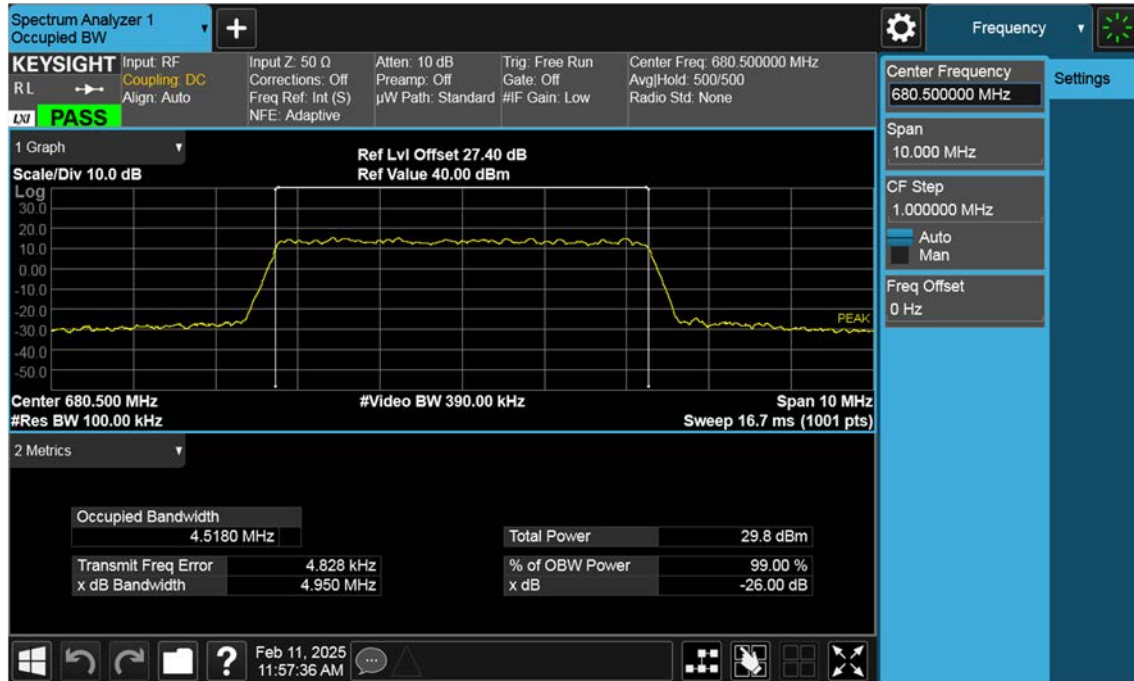 Spectrum Analyzer 1
Occupied BW
+
Frequency
KEYSIGHT
R L
LXI PASS
Input: RF
Coupling: DC
Align: Auto
Input Z: 50 Ω
Corrections: Off
Freq Ref: Int (S)
NFE: Adaptive
Atten: 10 dB
Preamp: Off
µW Path: Standard
Trig: Free Run
Gate: Off
#IF Gain: Low
Center Freq: 680.500000 MHz
Avg|Hold: 500/500
Radio Std: None
Center Frequency
680.500000 MHz
Settings
Span
10.000 MHz
CF Step
1.000000 MHz
Auto
Man
Freq Offset
0 Hz
1 Graph
Scale/Div 10.0 dB
Ref Lvl Offset 27.40 dB
Ref Value 40.00 dBm
Log
30.0
20.0
10.0
0.00
-10.0
-20.0
-30.0
-40.0
-50.0
PEAK
Center 680.500 MHz
#Video BW 390.00 kHz
Span 10 MHz
#Res BW 100.00 kHz
Sweep 16.7 ms (1001 pts)
2 Metrics
Occupied Bandwidth
4.5180 MHz
Total Power 29.8 dBm
Transmit Freq Error 4.828 kHz
% of OBW Power 99.00 %
x dB Bandwidth 4.950 MHz
x dB -26.00 dB
?
Feb 11, 2025
11:57:36 AM